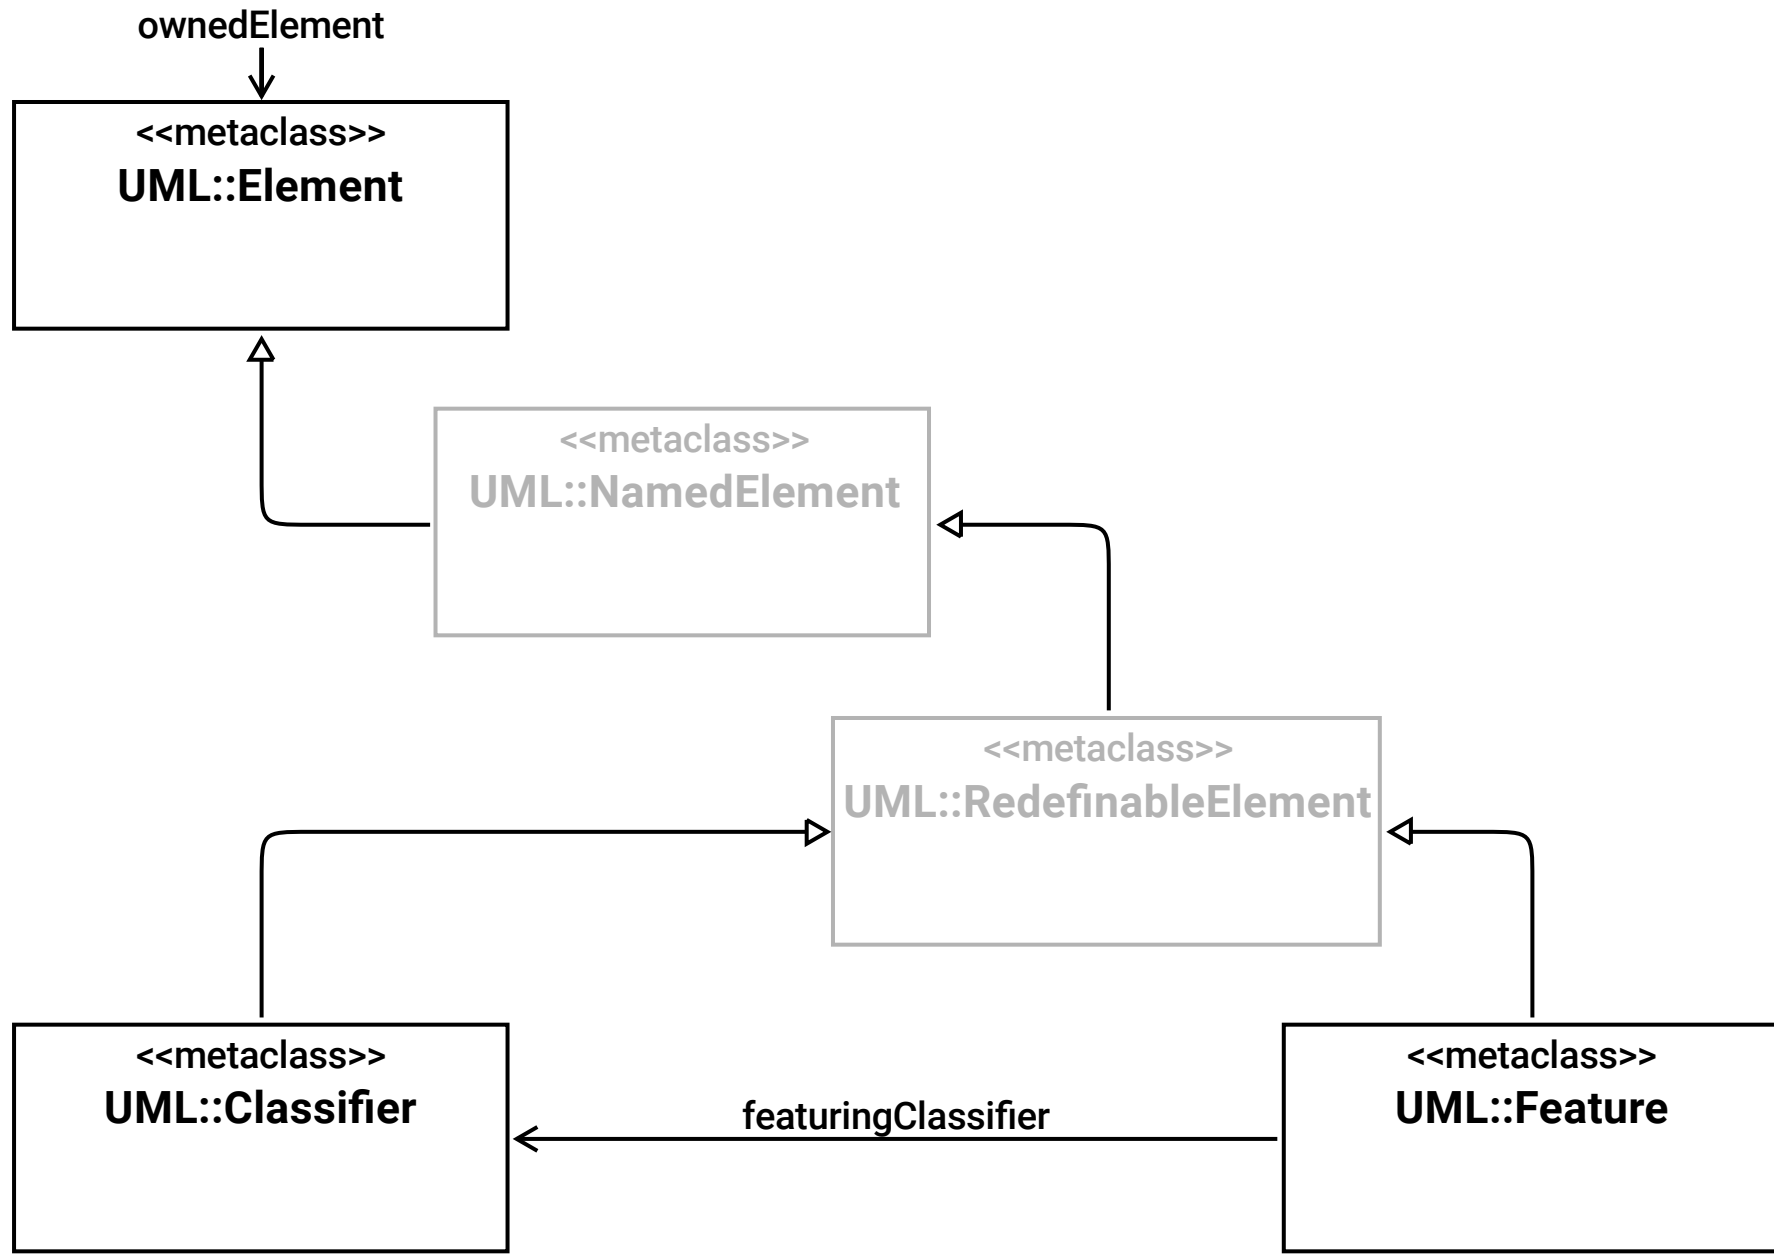 ownedElement
<<metaclass>>
UML::Element
<<metaclass>>
UML::NamedElement
<<metaclass>>
UML::RedefinableElement
<<metaclass>>
UML::Classifier
featuringClassifier
<<metaclass>>
UML::Feature